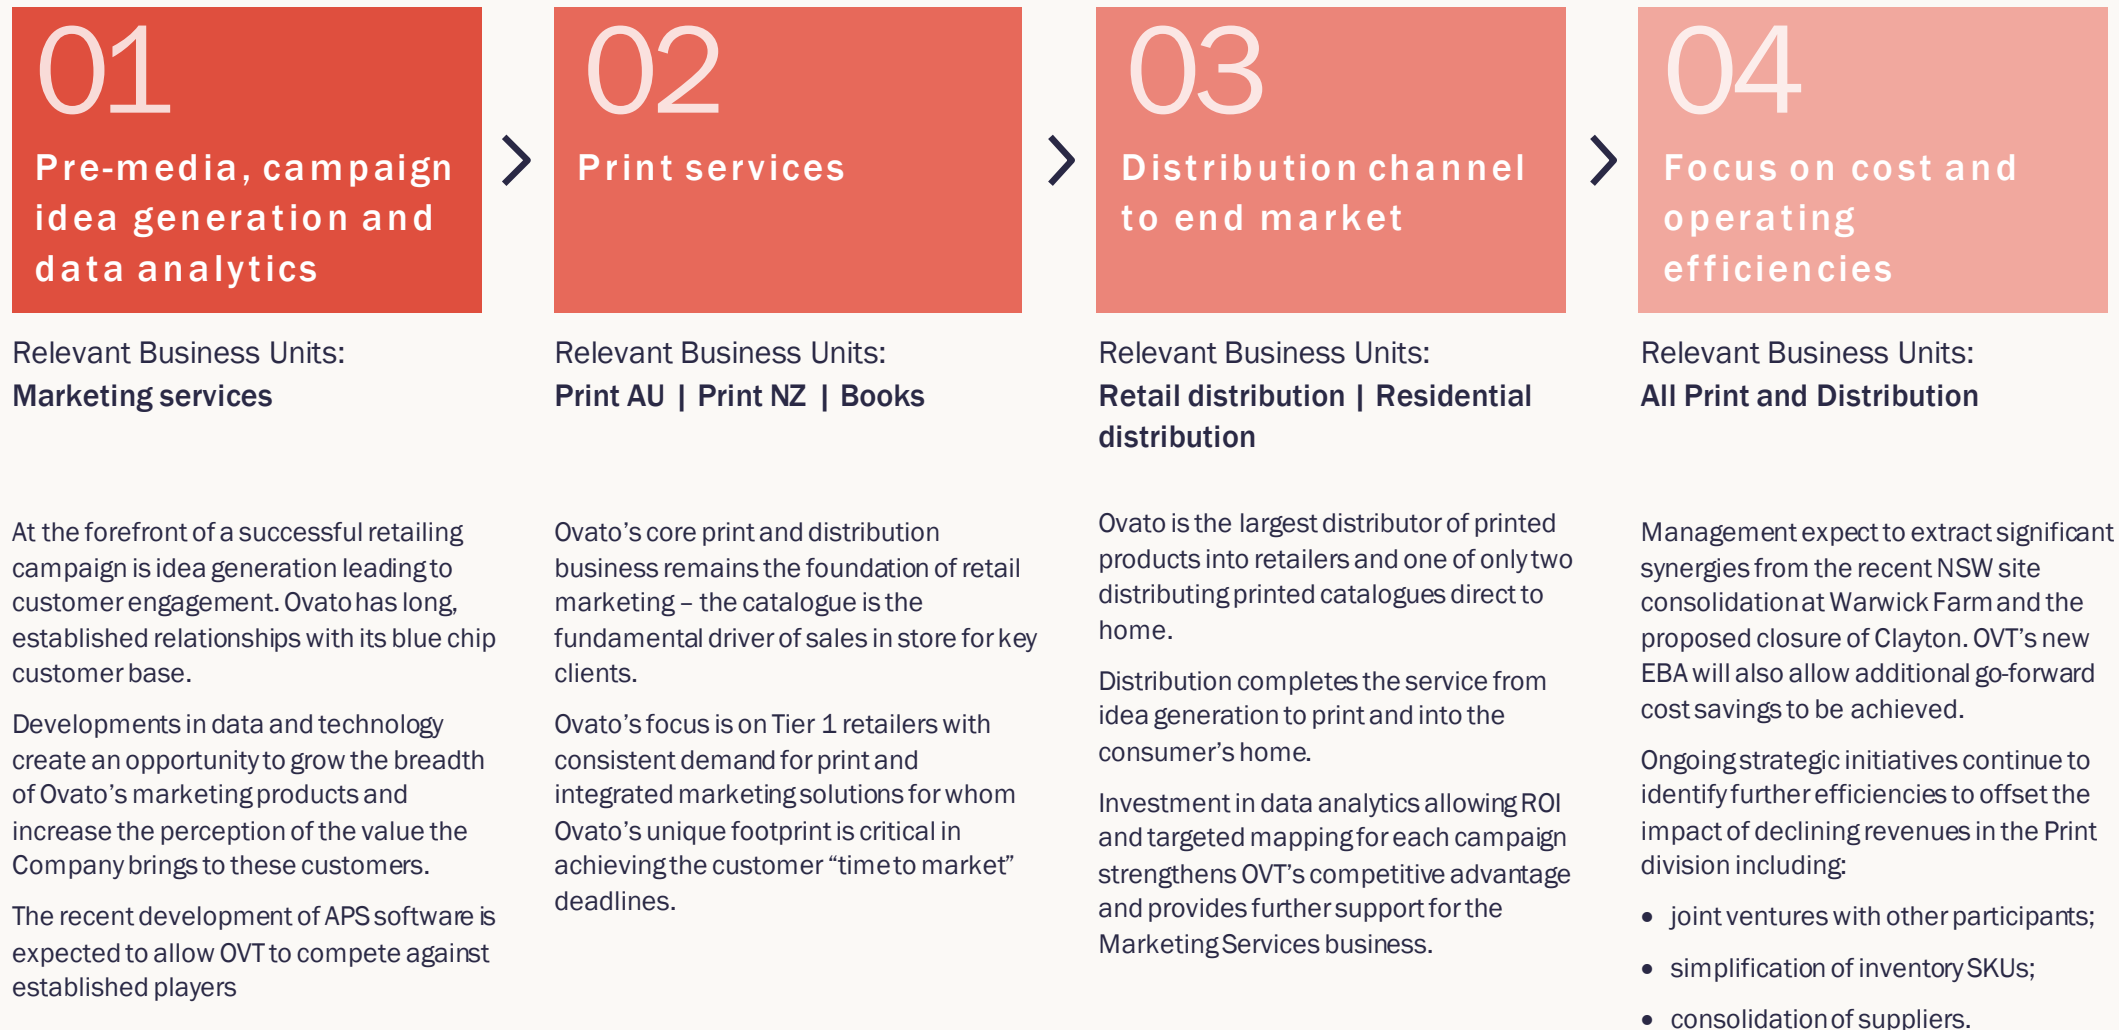 01
Pre-media, campaign
idea generation and
data analytics
Relevant Business Units:
Marketing services
At the forefront of a successful retailing
campaign is idea generation leading to
customer engagement. Ovato has long,
established relationships with its blue chip
customer base.
Developments in data and technology
create an opportunity to grow the breadth
of Ovato’s marketing products and
increase the perception of the value the
Company brings to these customers.
The recent development of APS software is
expected to allow OVT to compete against
established players
02
Print services
Relevant Business Units:
Print AU | Print NZ | Books
Ovato’s core print and distribution
business remains the foundation of retail
marketing – the catalogue is the
fundamental driver of sales in store for key
clients.
Ovato’s focus is on Tier 1 retailers with
consistent demand for print and
integrated marketing solutions for whom
Ovato’s unique footprint is critical in
achieving the customer “time to market”
deadlines.
03
Distribution channel
to end market
Relevant Business Units:
Retail distribution | Residential
distribution
Ovato is the largest distributor of printed
products into retailers and one of only two
distributing printed catalogues direct to
home.
Distribution completes the service from
idea generation to print and into the
consumer’s home.
Investment in data analytics allowing ROI
and targeted mapping for each campaign
strengthens OVT’s competitive advantage
and provides further support for the
Marketing Services business.
04
Focus on cost and
operating
efficiencies
Relevant Business Units:
All Print and Distribution
Management expect to extract significant
synergies from the recent NSW site
consolidation at Warwick Farm and the
proposed closure of Clayton. OVT’s new
EBA will also allow additional go-forward
cost savings to be achieved.
Ongoing strategic initiatives continue to
identify further efficiencies to offset the
impact of declining revenues in the Print
division including:
• joint ventures with other participants;
• simplification of inventory SKUs;
• consolidation of suppliers.